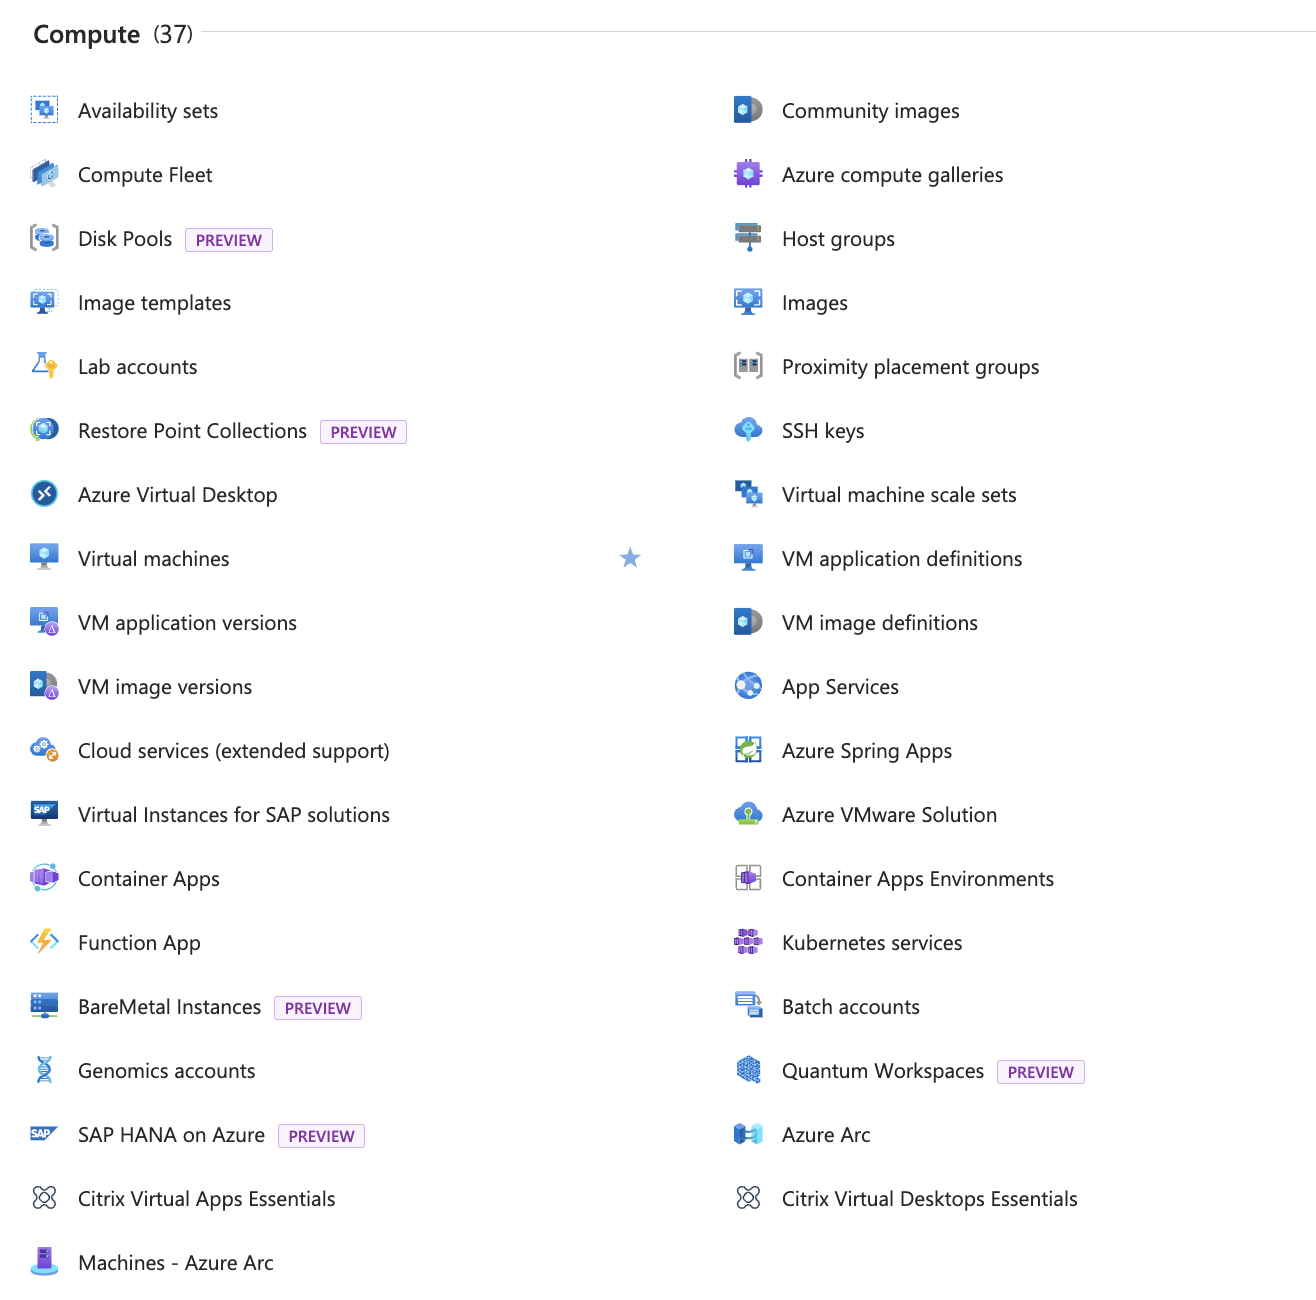 Compute (37)
Availability sets
Community images
Compute Fleet
Azure compute galleries
Disk Pools PREVIEW
Host groups
Image templates
Images
Lab accounts
Proximity placement groups
Restore Point Collections PREVIEW
SSH keys
Azure Virtual Desktop
Virtual machine scale sets
Virtual machines
VM application definitions
VM application versions
VM image definitions
VM image versions
App Services
Cloud services (extended support)
Azure Spring Apps
SAP Virtual Instances for SAP solutions
Azure VMware Solution
Container Apps
Container Apps Environments
Function App
Kubernetes services
BareMetal Instances PREVIEW
Batch accounts
Genomics accounts
Quantum Workspaces PREVIEW
SAP SAP HANA on Azure PREVIEW
Azure Arc
Citrix Virtual Apps Essentials
Citrix Virtual Desktops Essentials
Machines - Azure Arc